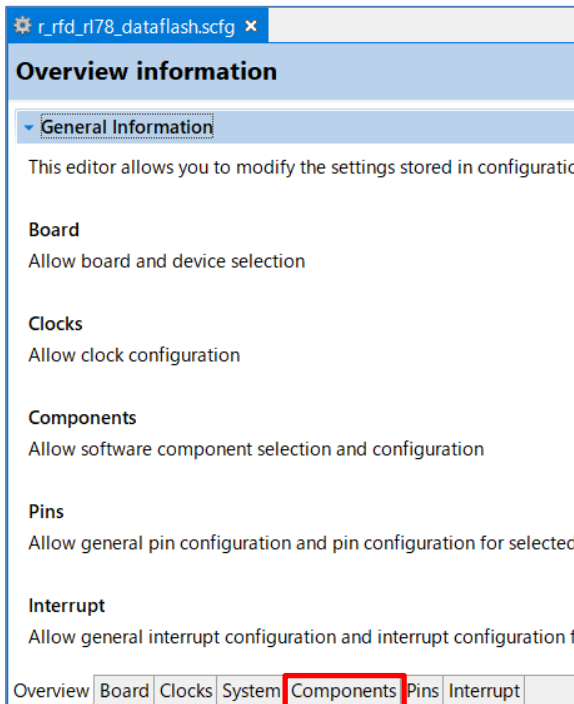 r_rfd_rl78_dataflash.scfg
Overview information
General Information
This editor allows you to modify the settings stored in
Board
Allow board and device selection
Clocks
Allow clock configuration
Components
Allow software component selection and configuration
Pins
Allow general pin configuration and pin configuration for selected
Interrupt
Allow general interrupt configuration and interrupt configuration
Overview Board Clocks System Components Pins Interrupt